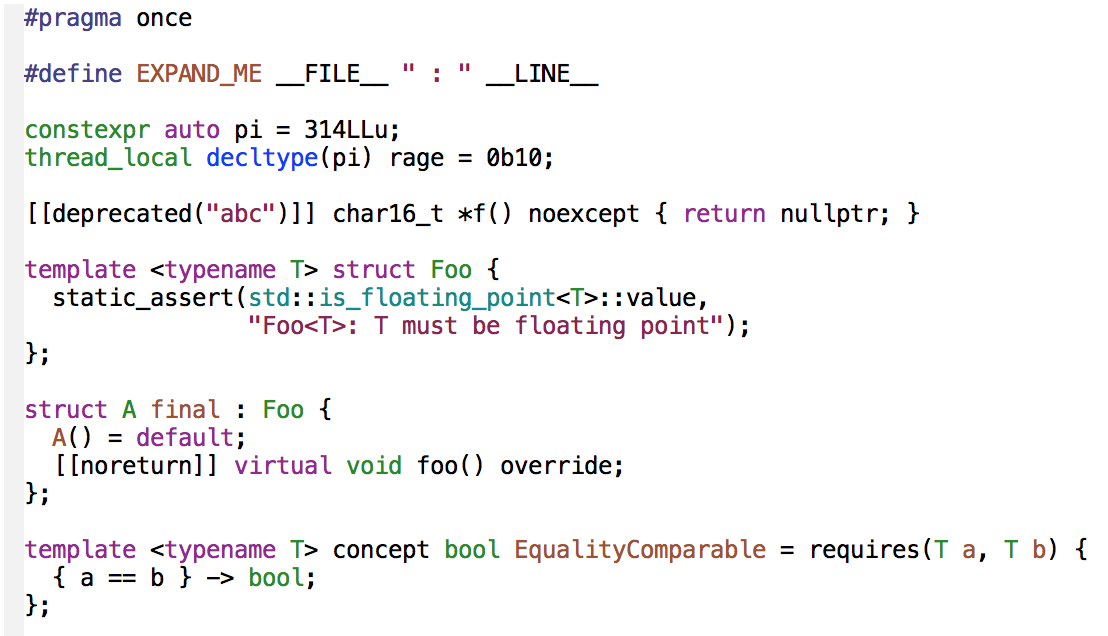 #pragma once
#define EXPAND_ME __FILE__ " : " __LINE__
constexpr auto pi = 314LLu;
thread_local decltype(pi) rage = 0b10;
[[deprecated("abc")]] char16_t *f() noexcept { return nullptr; }
template <typename T> struct Foo {
  static_assert(std::is_floating_point<T>::value,
                "Foo<T>: T must be floating point");
};
struct A final : Foo {
  A() = default;
  [[noreturn]] virtual void foo() override;
};
template <typename T> concept bool EqualityComparable = requires(T a, T b) {
  { a == b } -> bool;
};